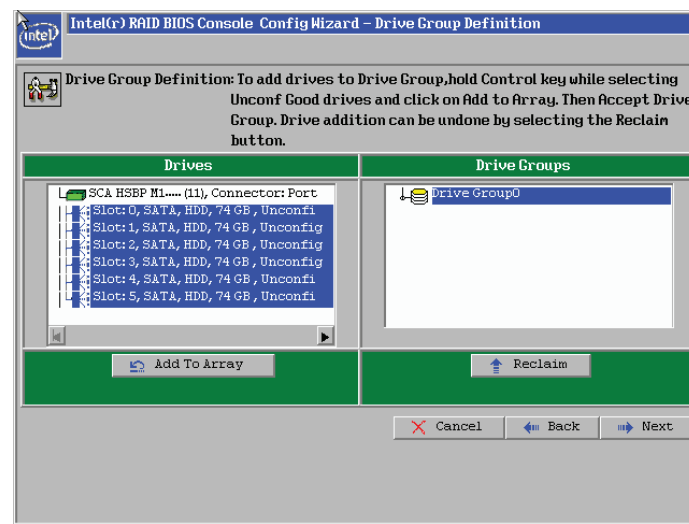 intel
Intel(r) RAID BIOS Console Config Wizard – Drive Group Definition
Drive Group Definition: To add drives to Drive Group,hold Control key while selecting
Unconf Good drives and click on Add to Array. Then Accept Drive
Group. Drive addition can be undone by selecting the Reclaim
button.
Drives
SCA HSBP M1..... (11), Connector: Port
Slot: 0, SATA, HDD, 74 GB , Unconfi
Slot: 1, SATA, HDD, 74 GB , Unconfig
Slot: 2, SATA, HDD, 74 GB , Unconfig
Slot: 3, SATA, HDD, 74 GB , Unconfig
Slot: 4, SATA, HDD, 74 GB , Unconfi
Slot: 5, SATA, HDD, 74 GB , Unconfi
Add To Array
Drive Groups
Drive Group0
Reclaim
Cancel
Back
Next